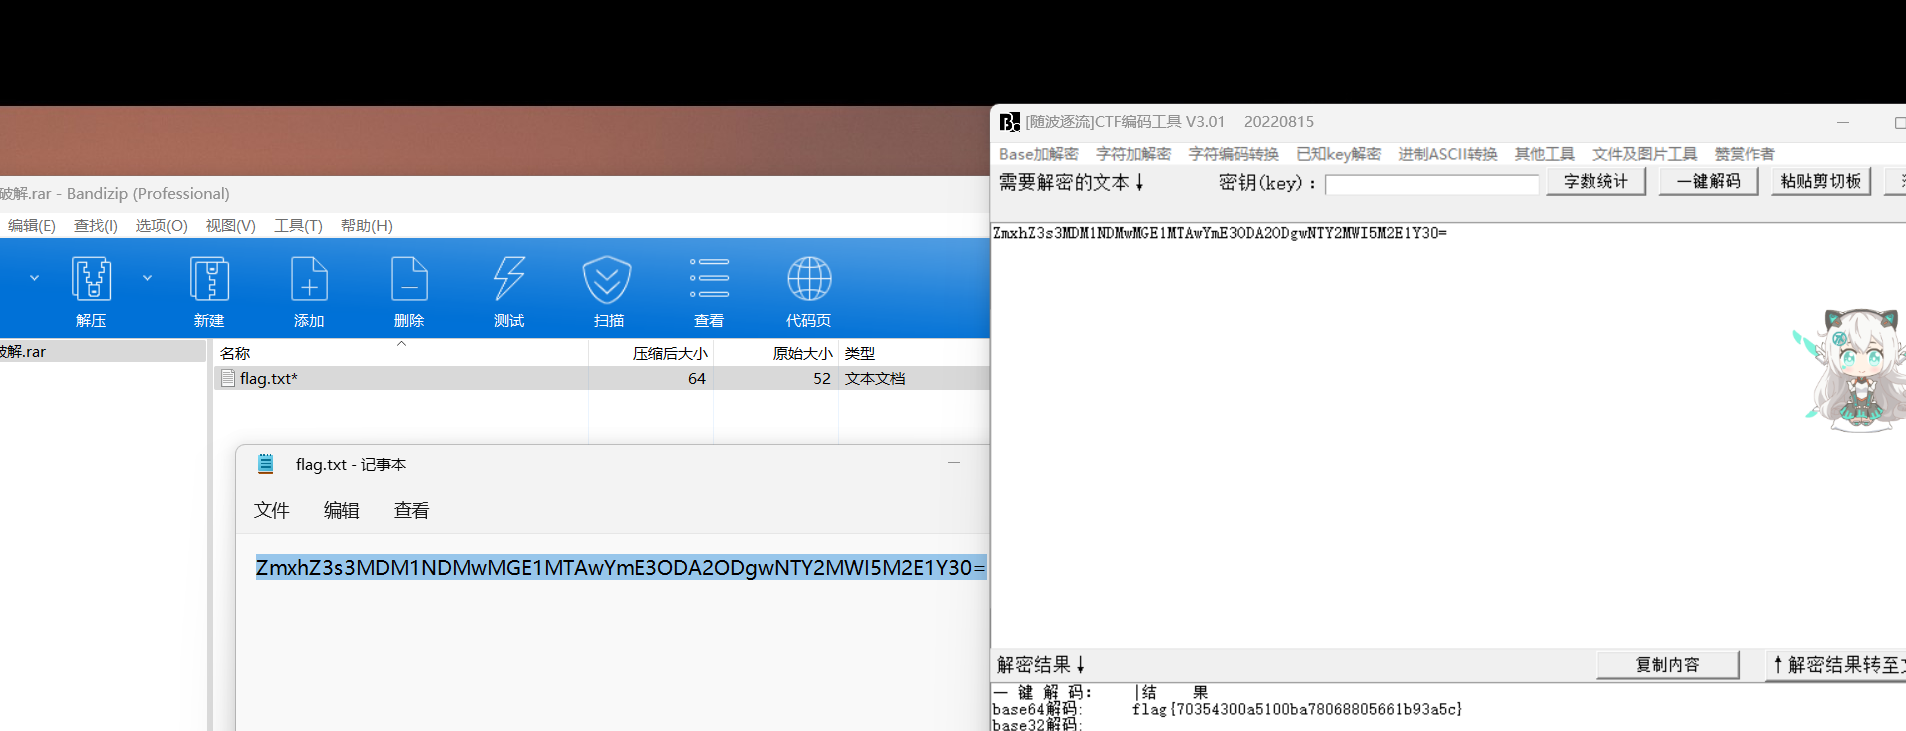 破解.rar - Bandizip (Professional)
编辑(E) 查找(I) 选项(O) 视图(V) 工具(T) 帮助(H)
解压 新建 添加 删除 测试 扫描 查看 代码页
破解.rar
名称 压缩后大小 原始大小 类型
flag.txt* 64 52 文本文档
flag.txt - 记事本
文件 编辑 查看
ZmxhZ3s3MDM1NDMwMGE1MTAwYmE3ODA2ODgwNTY2MWI5M2E1Y30=
[随波逐流]CTF编码工具 V3.01 20220815
Base加解密 字符加解密 字符编码转换 已知key解密 进制ASCII转换 其他工具 文件及图片工具 赞赏作者
需要解密的文本↓ 密钥(key)： 字数统计 一键解码 粘贴剪切板
ZmxhZ3s3MDM1NDMwMGE1MTAwYmE3ODA2ODgwNTY2MWI5M2E1Y30=
解密结果↓ 复制内容 ↑解密结果转至
一 键 解 码： |结 果
base64解码: flag{70354300a5100ba78068805661b93a5c}
base32解码: